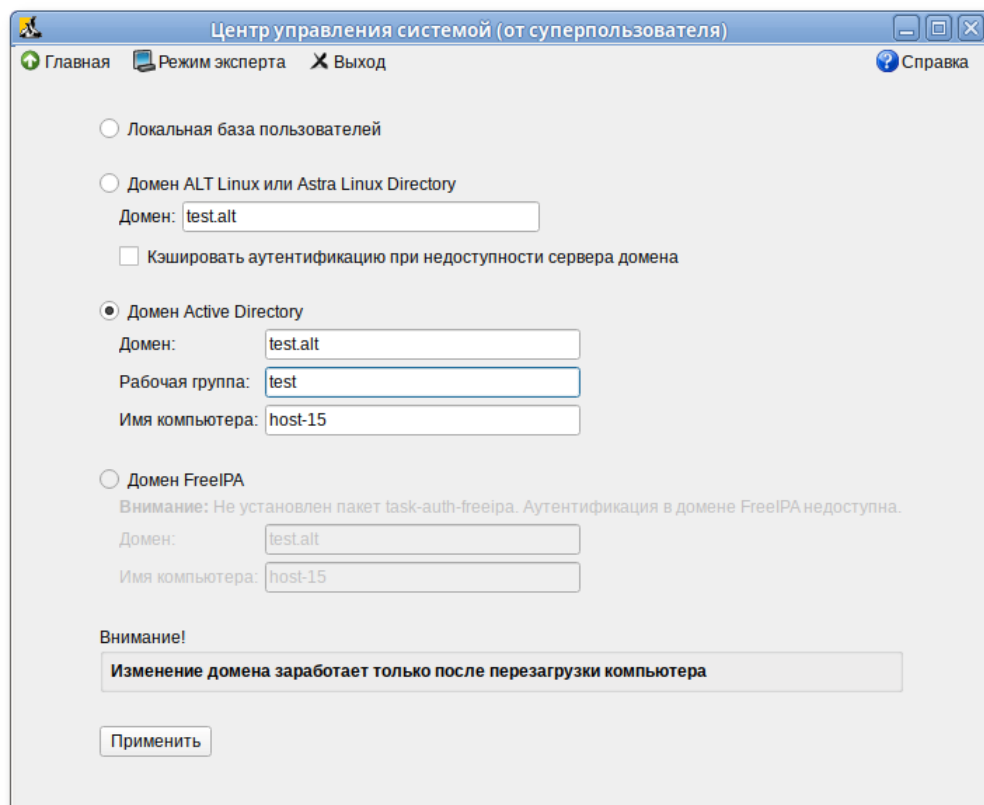 Центр управления системой (от суперпользователя)
Главная Режим эксперта Выход Справка
Локальная база пользователей
Домен ALT Linux или Astra Linux Directory
Домен: test.alt
Кэшировать аутентификацию при недоступности сервера домена
Домен Active Directory
Домен: test.alt
Рабочая группа: test
Имя компьютера: host-15
Домен FreeIPA
Внимание: Не установлен пакет task-auth-freeipa. Аутентификация в домене FreeIPA недоступна.
Домен: test.alt
Имя компьютера: host-15
Внимание!
Изменение домена заработает только после перезагрузки компьютера
Применить